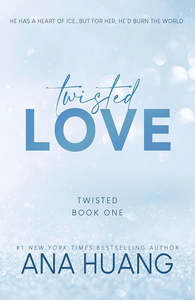 HE HAS A HEART OF ICE...BUT FOR HER, HE'D BURN THE WORLD
twisted
LOVE
TWISTED
BOOK ONE
#1 NEW YORK TIMES BESTSELLING AUTHOR
ANA HUANG